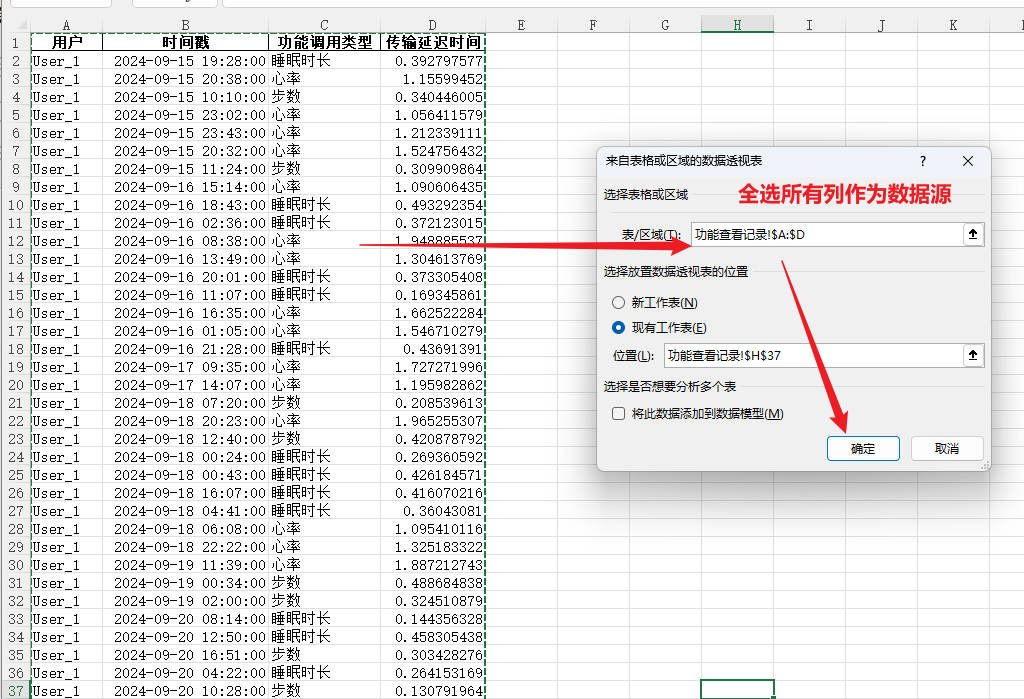 A B C D E F G H I J K
1 用户 时间戳 功能调用类型 传输延迟时间
2 User_1 2024-09-15 19:28:00 睡眠时长 0.392797577
3 User_1 2024-09-15 20:38:00 心率 1.15599452
4 User_1 2024-09-15 10:10:00 步数 0.340446005
5 User_1 2024-09-15 23:02:00 心率 1.056411579
6 User_1 2024-09-15 23:43:00 心率 1.212339111
7 User_1 2024-09-15 20:32:00 心率 1.524756432
8 User_1 2024-09-15 11:24:00 步数 0.309909864
9 User_1 2024-09-16 15:14:00 心率 1.090606435
10 User_1 2024-09-16 18:43:00 睡眠时长 0.493292354
11 User_1 2024-09-16 02:36:00 睡眠时长 0.372123015
12 User_1 2024-09-16 08:38:00 心率 1.948885537
13 User_1 2024-09-16 13:49:00 心率 1.304613769
14 User_1 2024-09-16 20:01:00 睡眠时长 0.373305408
15 User_1 2024-09-16 11:07:00 睡眠时长 0.169345861
16 User_1 2024-09-16 16:35:00 心率 1.662522284
17 User_1 2024-09-16 01:05:00 心率 1.546710279
18 User_1 2024-09-16 21:28:00 睡眠时长 0.43691391
19 User_1 2024-09-17 09:35:00 心率 1.727271996
20 User_1 2024-09-17 14:07:00 心率 1.195982862
21 User_1 2024-09-18 07:20:00 步数 0.208539613
22 User_1 2024-09-18 20:23:00 心率 1.965255307
23 User_1 2024-09-18 12:40:00 步数 0.420878792
24 User_1 2024-09-18 00:24:00 睡眠时长 0.269360592
25 User_1 2024-09-18 00:43:00 睡眠时长 0.426184571
26 User_1 2024-09-18 16:07:00 睡眠时长 0.416070216
27 User_1 2024-09-18 04:41:00 睡眠时长 0.36043081
28 User_1 2024-09-18 06:08:00 心率 1.095410116
29 User_1 2024-09-18 22:22:00 心率 1.325183322
30 User_1 2024-09-19 11:39:00 心率 1.887212743
31 User_1 2024-09-19 00:34:00 步数 0.488684838
32 User_1 2024-09-19 02:00:00 步数 0.324510879
33 User_1 2024-09-20 08:14:00 睡眠时长 0.144356328
34 User_1 2024-09-20 12:50:00 睡眠时长 0.458305438
35 User_1 2024-09-20 16:51:00 步数 0.303428276
36 User_1 2024-09-20 04:22:00 睡眠时长 0.264153169
37 User_1 2024-09-20 10:28:00 步数 0.130791964
来自表格或区域的数据透视表 ?
选择表格或区域
全选所有列作为数据源
表/区域(T): 功能查看记录!$A:$D
选择放置数据透视表的位置
新工作表(N)
现有工作表(E)
位置(L): 功能查看记录!$H$37
选择是否想要分析多个表
将此数据添加到数据模型(M)
确定 取消